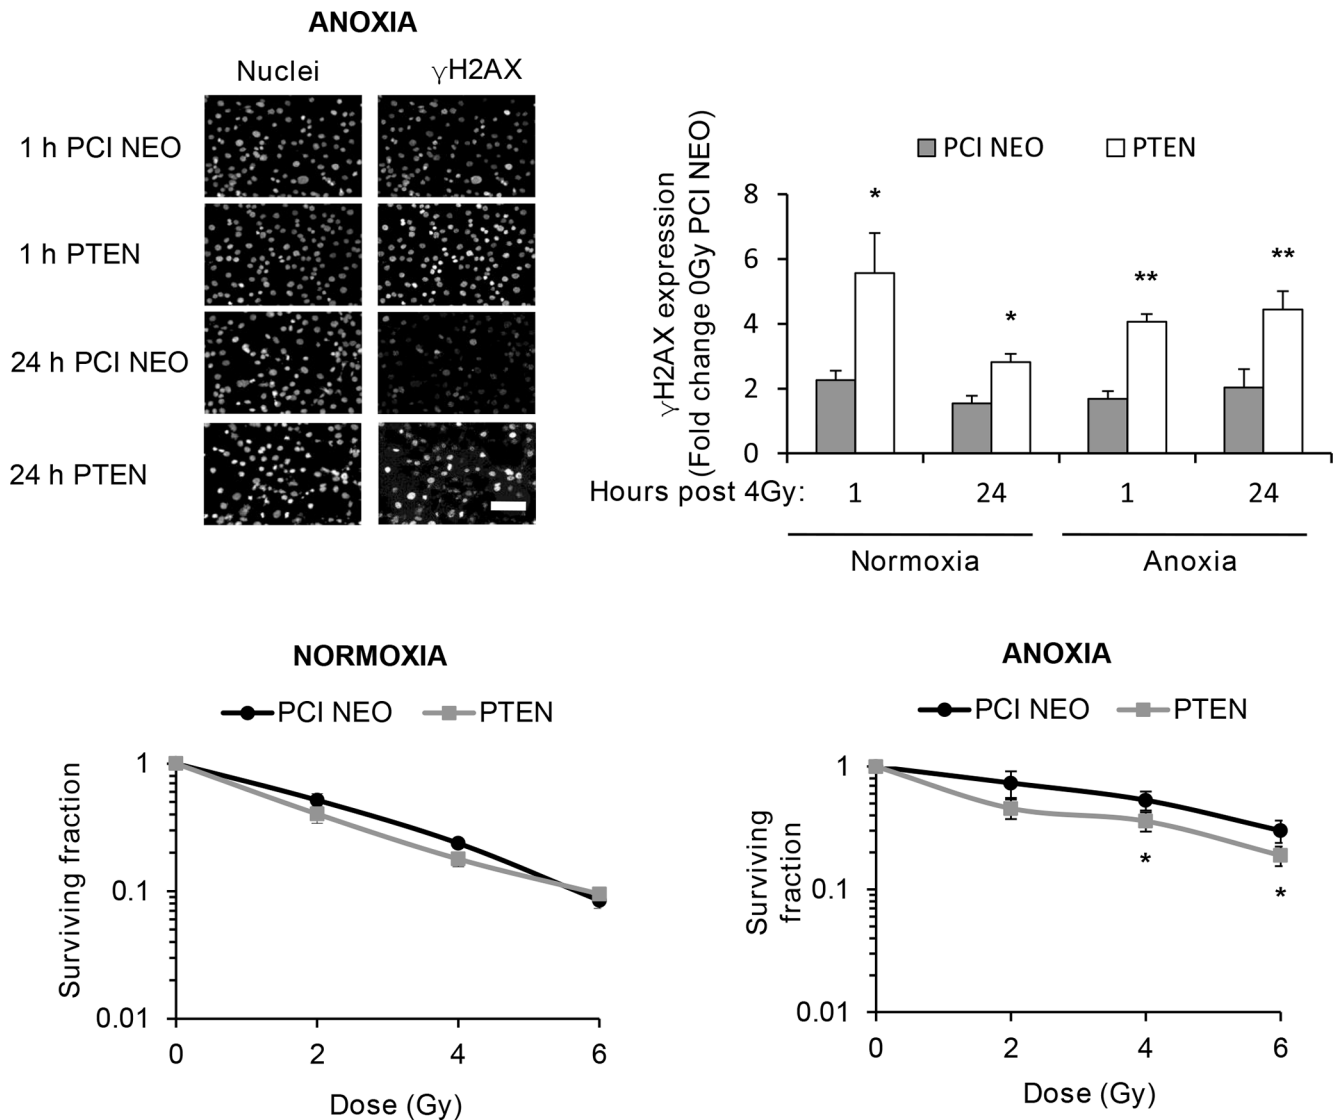 ANOXIA
Nuclei γH2AX
1 h PCI NEO
1 h PTEN
24 h PCI NEO
24 h PTEN
γH2AX expression
(Fold change 0Gy PCI NEO)
PCI NEO PTEN
8
6
4
2
0
* * ** **
Hours post 4Gy: 1 24 1 24
Normoxia Anoxia
NORMOXIA
PCI NEO PTEN
Surviving fraction
1
0.1
0.01
0 2 4 6
Dose (Gy)
ANOXIA
PCI NEO PTEN
Surviving
fraction
1
0.1
0.01
* *
0 2 4 6
Dose (Gy)